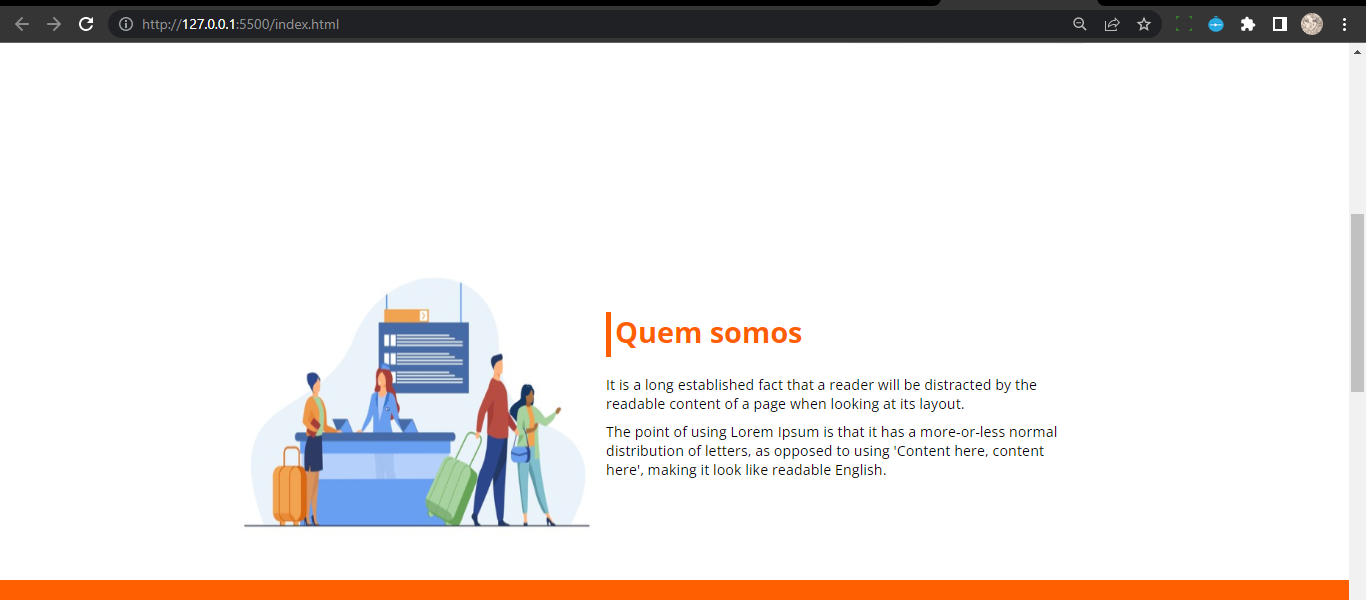 http://127.0.0.1:5500/index.html
Quem somos
It is a long established fact that a reader will be distracted by the
readable content of a page when looking at its layout.
The point of using Lorem Ipsum is that it has a more-or-less normal
distribution of letters, as opposed to using 'Content here, content
here', making it look like readable English.